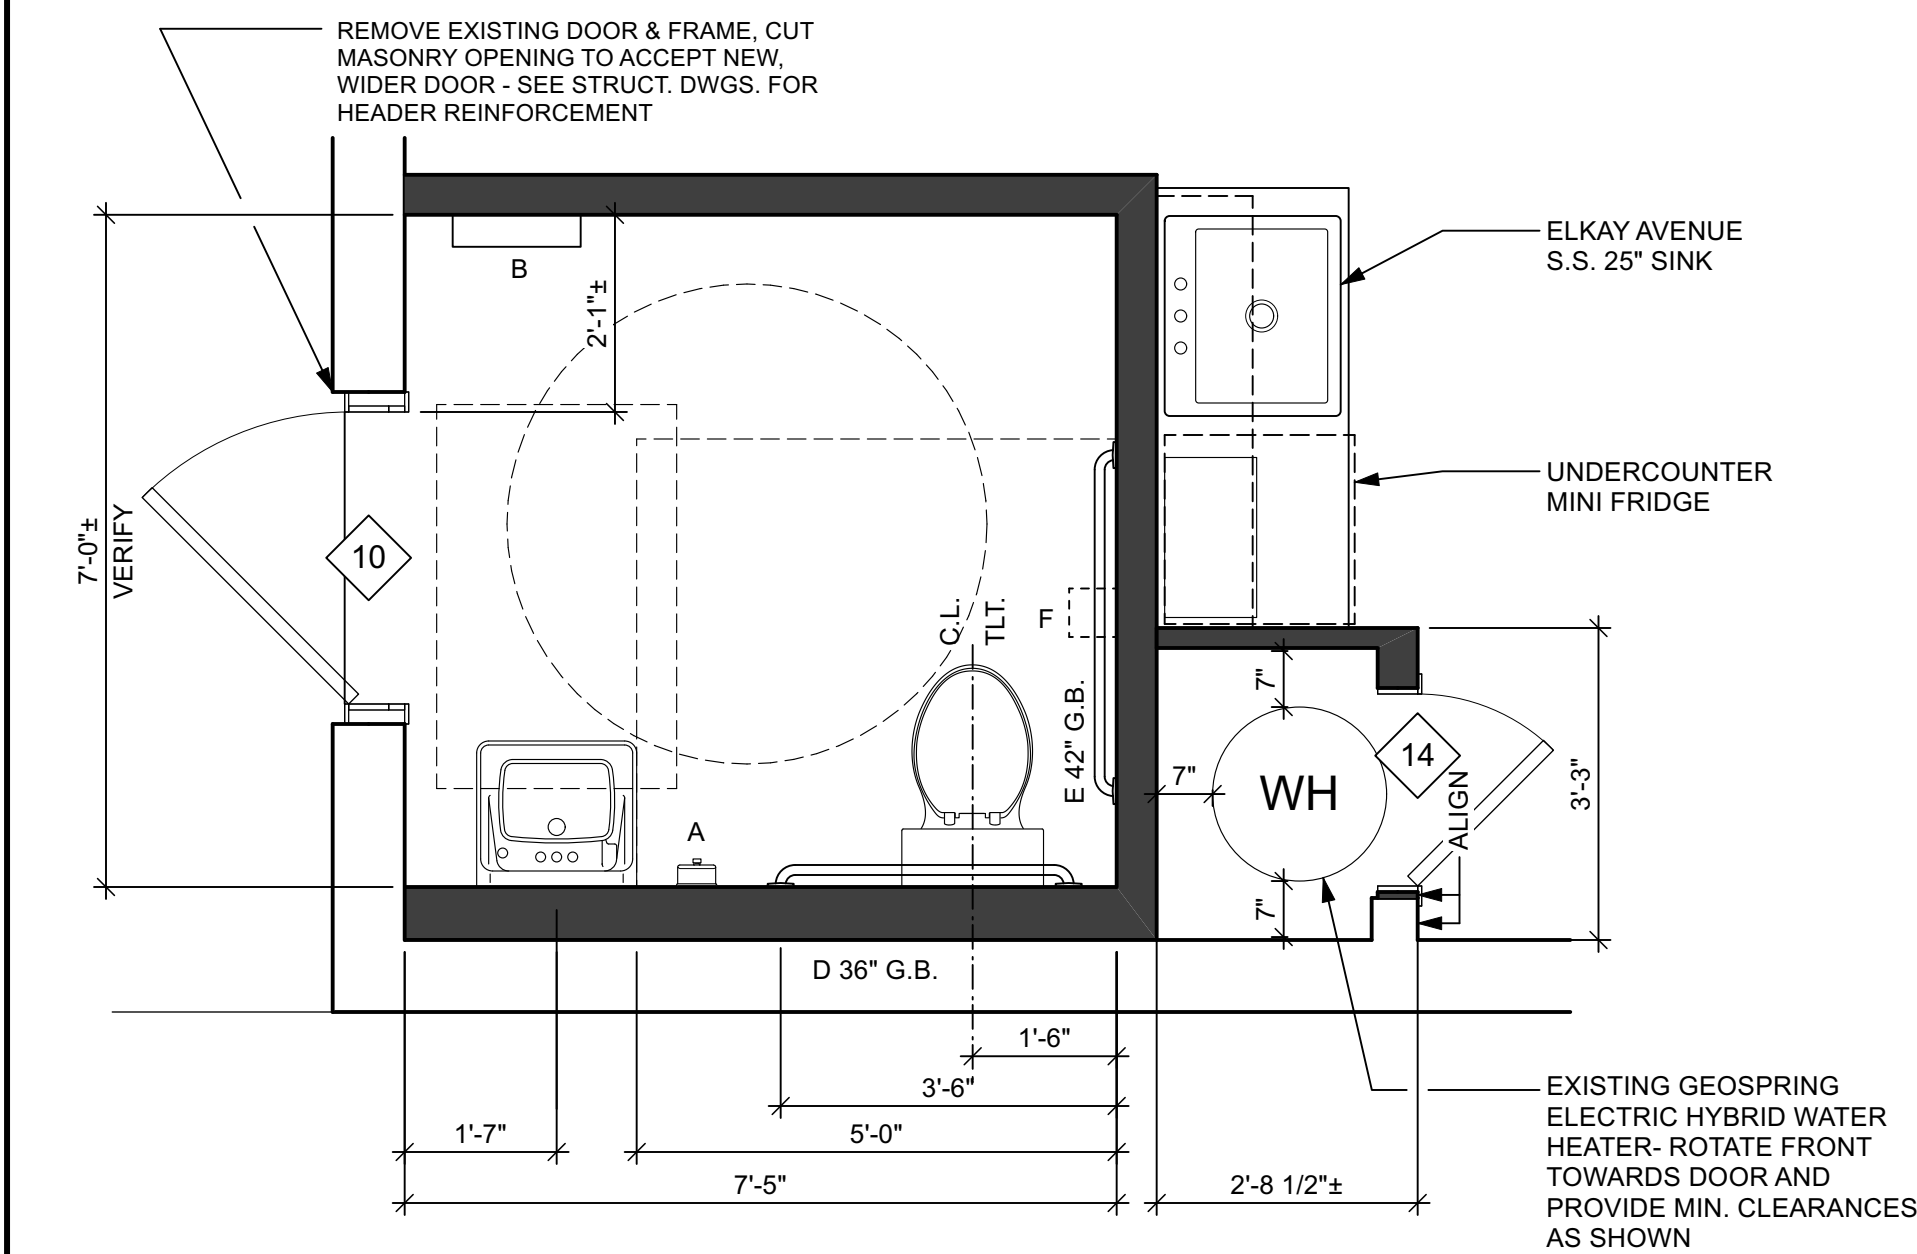 REMOVE EXISTING DOOR & FRAME, CUT
MASONRY OPENING TO ACCEPT NEW,
WIDER DOOR - SEE STRUCT. DWGS. FOR
HEADER REINFORCEMENT
B
2'-1"±
ELKAY AVENUE
S.S. 25" SINK
UNDERCOUNTER
MINI FRIDGE
7'-0"±
VERIFY
10
C.L.
TLT.
F
E 42" G.B.
A
7"
7"
WH
14
ALIGN
3'-3"
7"
D 36" G.B.
1'-6"
3'-6"
1'-7"
5'-0"
7'-5"
2'-8 1/2"±
EXISTING GEOSPRING
ELECTRIC HYBRID WATER
HEATER- ROTATE FRONT
TOWARDS DOOR AND
PROVIDE MIN. CLEARANCES
AS SHOWN